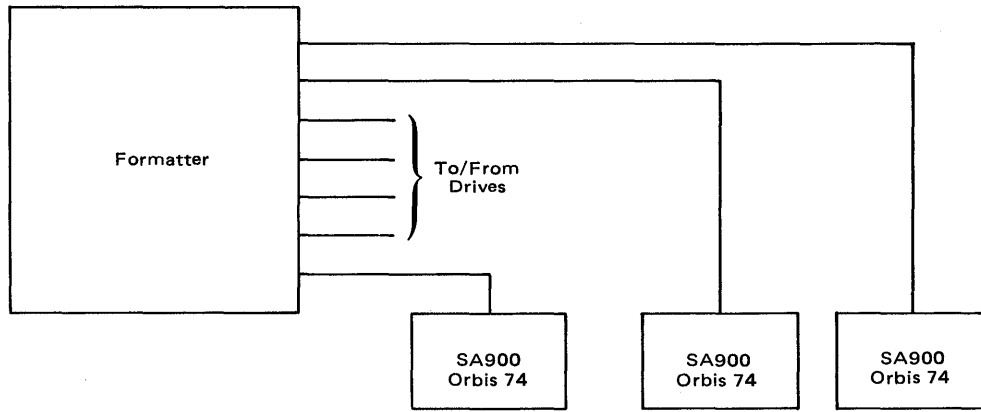 Formatter
To/From
Drives
SA900
Orbis 74
SA900
Orbis 74
SA900
Orbis 74